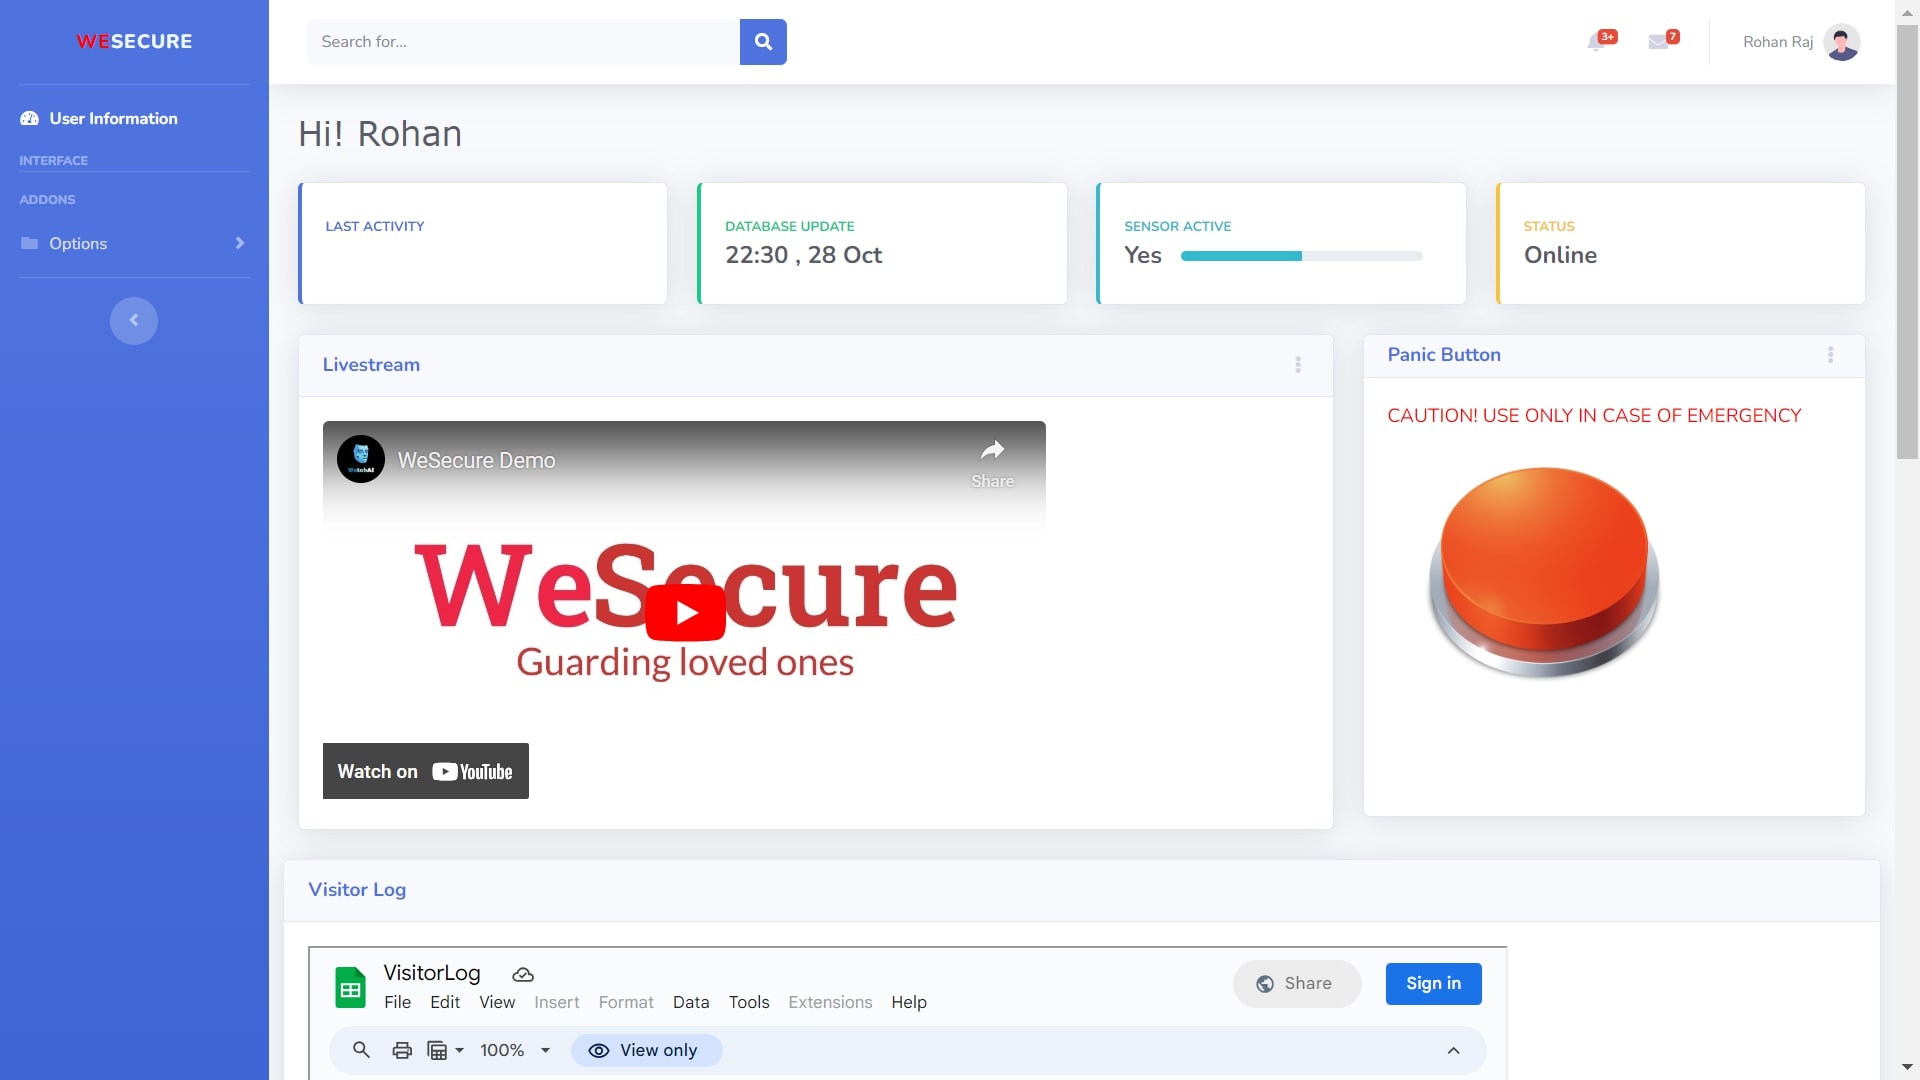 WESECURE
Search for...
3+
7
Rohan Raj
User Information
INTERFACE
ADDONS
Options
Hi! Rohan
LAST ACTIVITY
DATABASE UPDATE
22:30 , 28 Oct
SENSOR ACTIVE
Yes
STATUS
Online
Livestream
WatchAI
WeSecure Demo
Share
WeSecure
Guarding loved ones
Watch on YouTube
Panic Button
CAUTION! USE ONLY IN CASE OF EMERGENCY
Visitor Log
VisitorLog
File Edit View Insert Format Data Tools Extensions Help
Share
Sign in
100%
View only